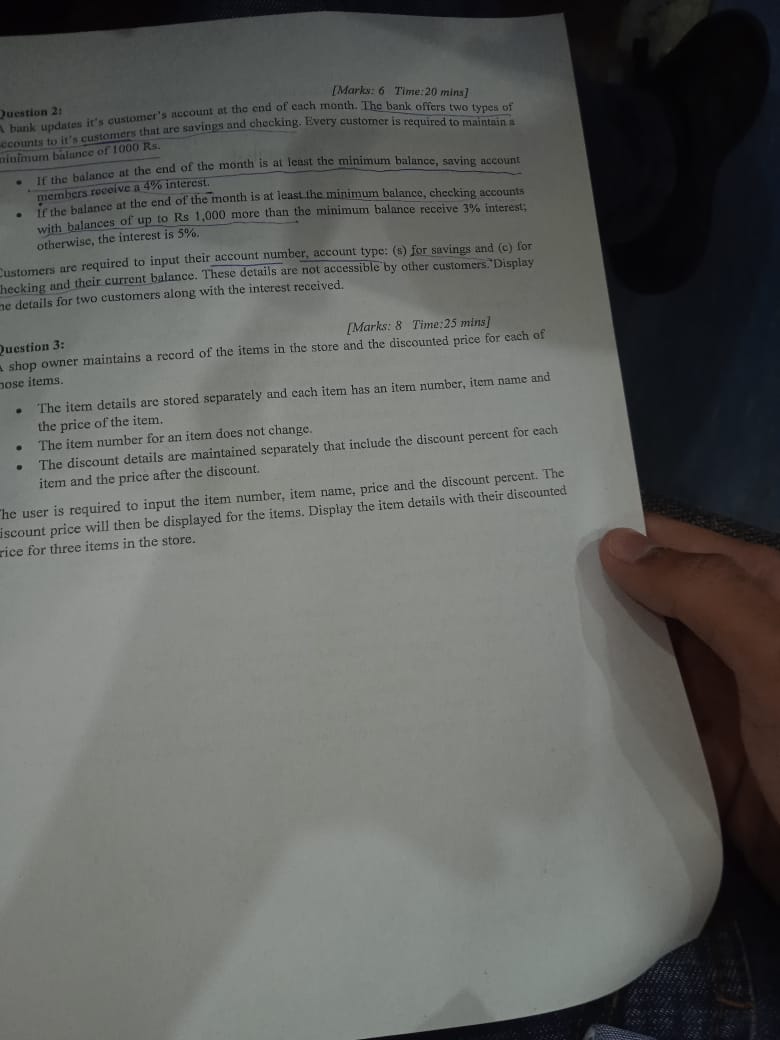 [Marks: 6 Time:20 mins]
Question 2:
A bank updates it's customer's account at the end of each month. The bank offers two types of
ccounts to it's customers that are savings and checking. Every customer is required to maintain a
minimum balance of 1000 Rs.
• If the balance at the end of the month is at least the minimum balance, saving account
members receive a 4% interest.
• If the balance at the end of the month is at least the minimum balance, checking accounts
with balances of up to Rs 1,000 more than the minimum balance receive 3% interest;
otherwise, the interest is 5%.
Customers are required to input their account number, account type: (s) for savings and (c) for
hecking and their current balance. These details are not accessible by other customers. Display
he details for two customers along with the interest received.
[Marks: 8 Time:25 mins]
Question 3:
A shop owner maintains a record of the items in the store and the discounted price for each of
hose items.
• The item details are stored separately and each item has an item number, item name and
the price of the item.
• The item number for an item does not change.
• The discount details are maintained separately that include the discount percent for each
item and the price after the discount.
The user is required to input the item number, item name, price and the discount percent. The
iscount price will then be displayed for the items. Display the item details with their discounted
rice for three items in the store.